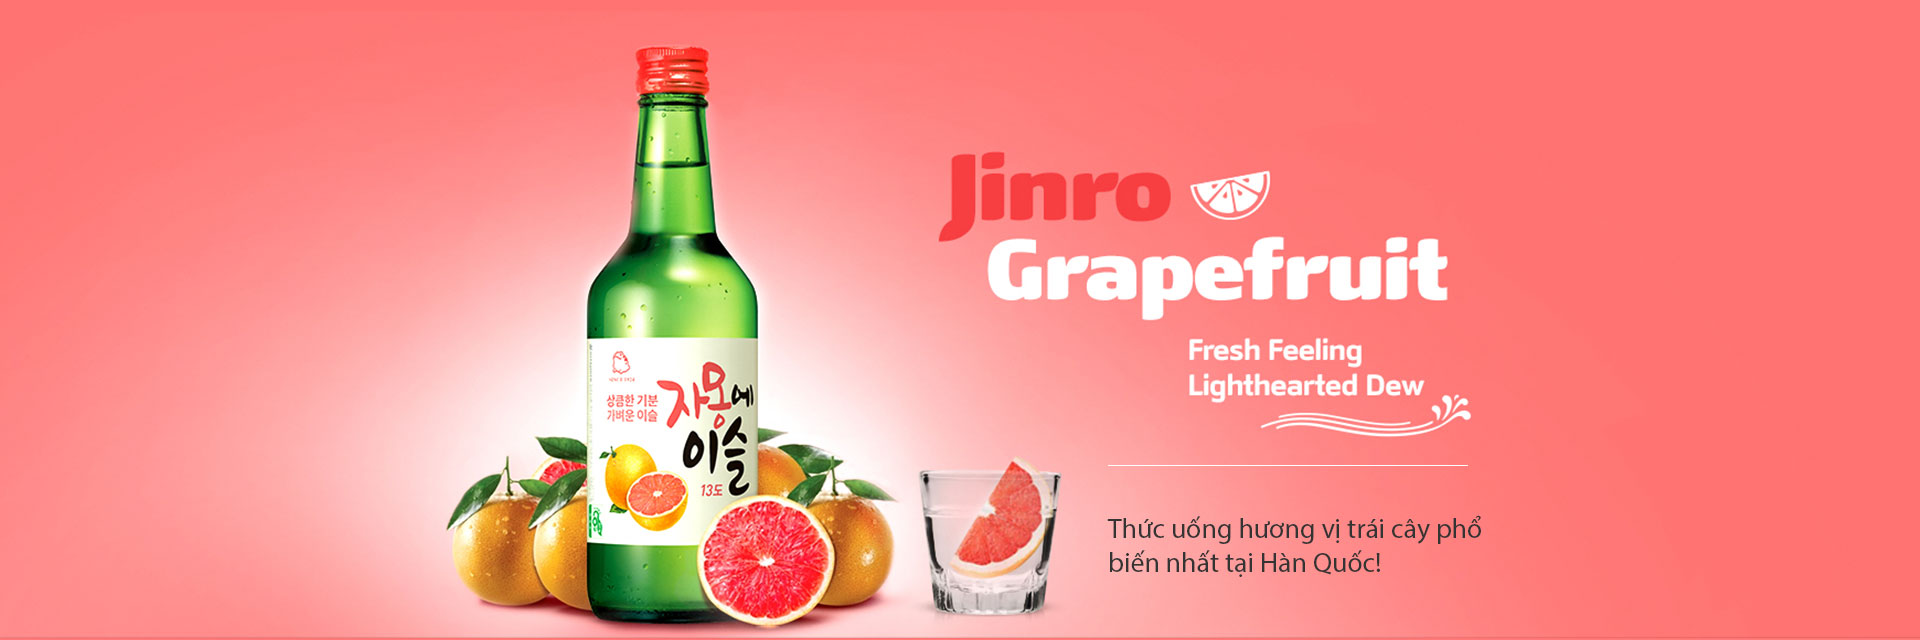 Jinro
Grapefruit
Fresh Feeling
Lighthearted Dew
Thức uống hương vị trái cây phổ
biến nhất tại Hàn Quốc!
상큼한 기분
가벼운 이슬
자몽에
이슬
13도